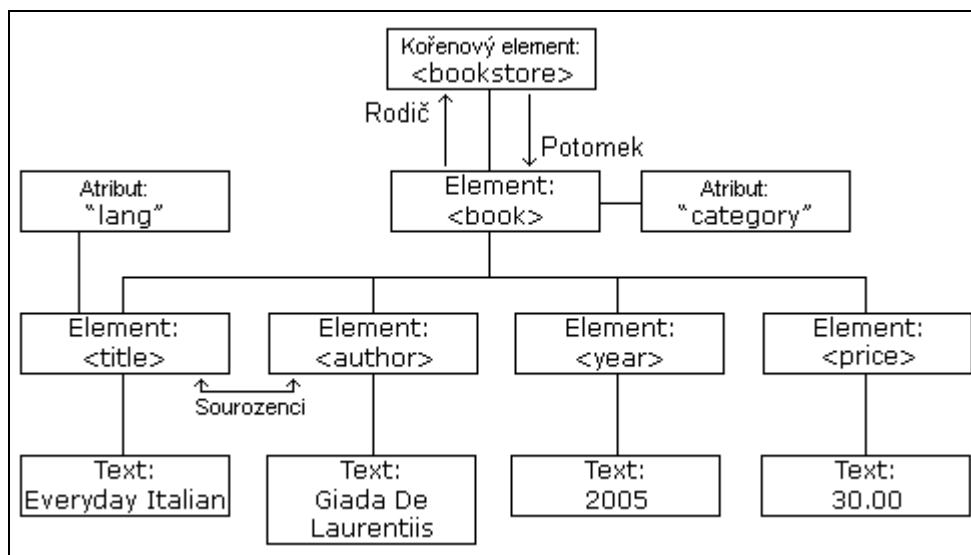 Kořenový element:
<bookstore>
Rodič
Potomek
Atribut:
“lang”
Element:
<book>
Atribut:
“category”
Element:
<title>
Element:
<author>
Element:
<year>
Element:
<price>
Sourozenci
Text:
Everyday Italian
Text:
Giada De
Laurentiis
Text:
2005
Text:
30.00